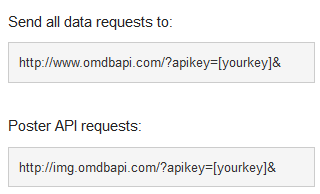 Send all data requests to:
http://www.omdbapi.com/?apikey=[yourkey]&
Poster API requests:
http://img.omdbapi.com/?apikey=[yourkey]&